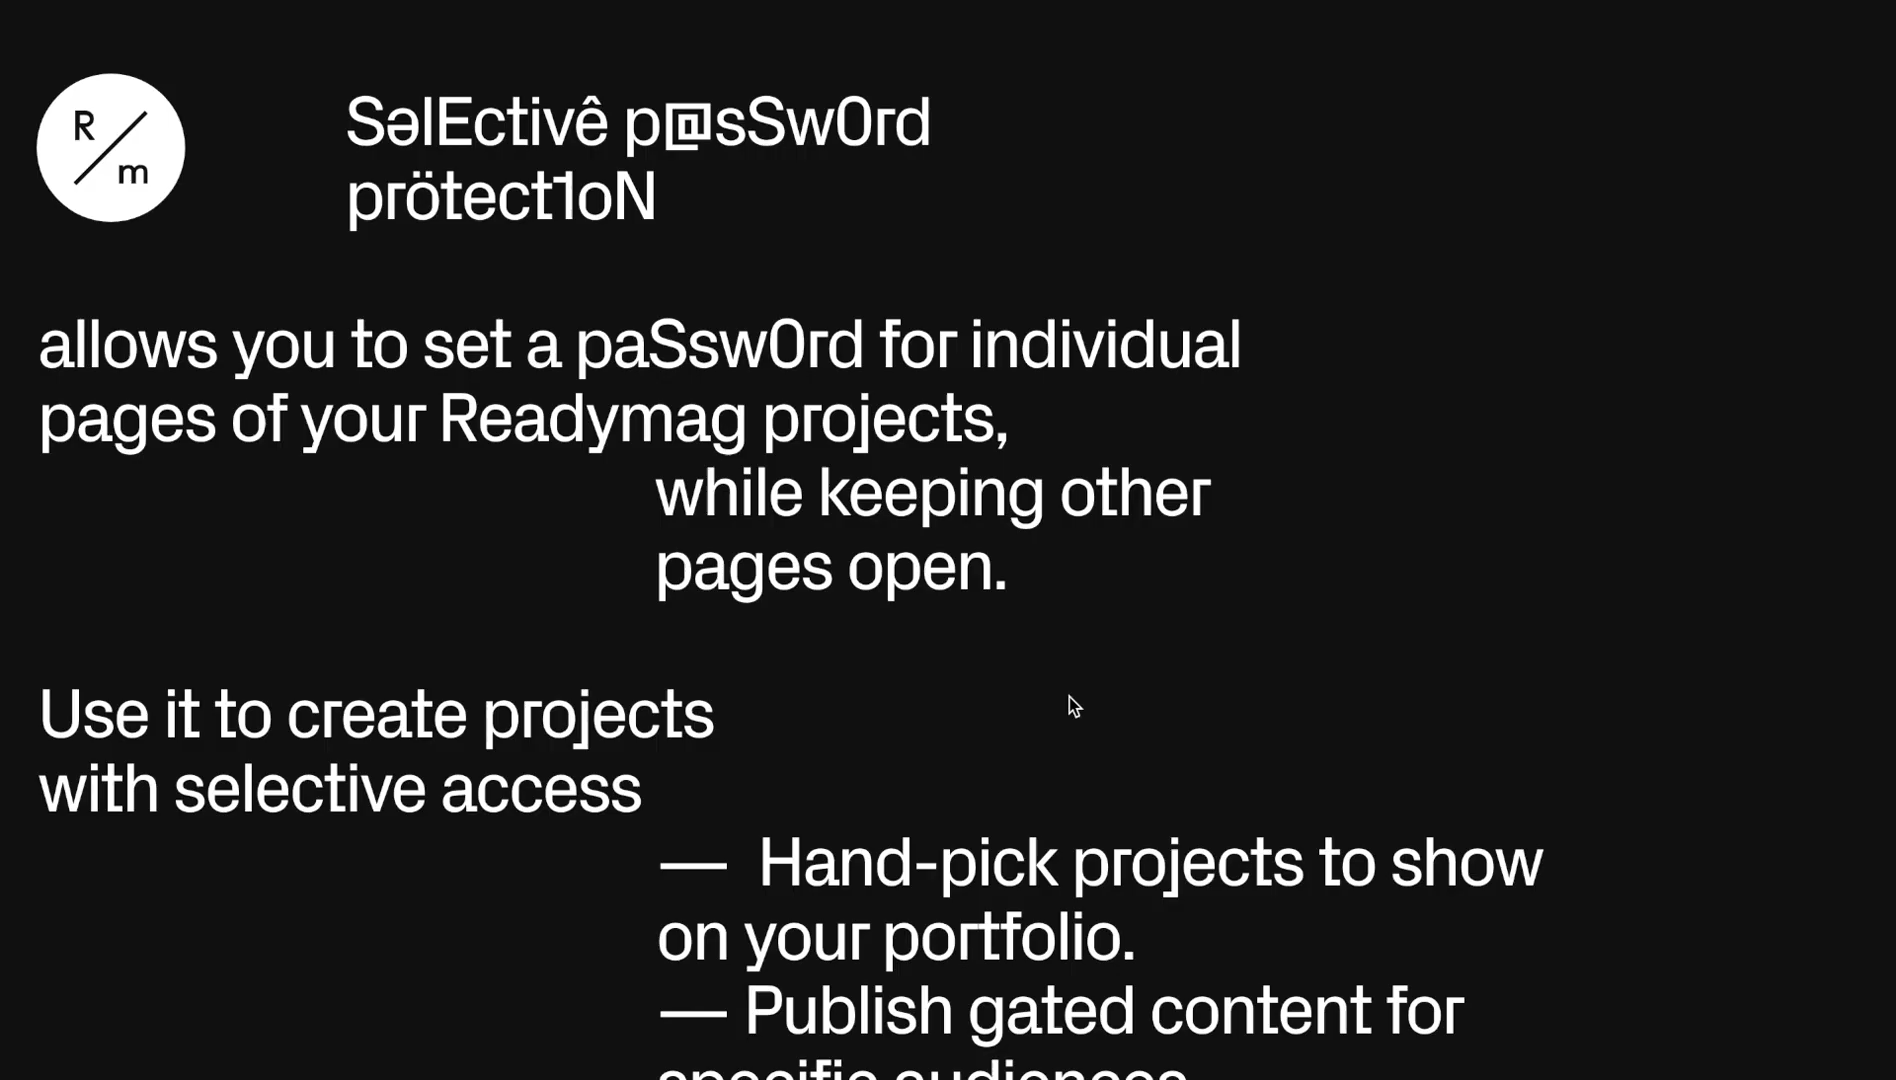 R
m
SəlEctivê p@sSw0rd
prötect1oN
allows you to set a paSsw0rd for individual
pages of your Readymag projects,
while keeping other
pages open.
Use it to create projects
with selective access
— Hand-pick projects to show
on your portfolio.
— Publish gated content for
specific audiences